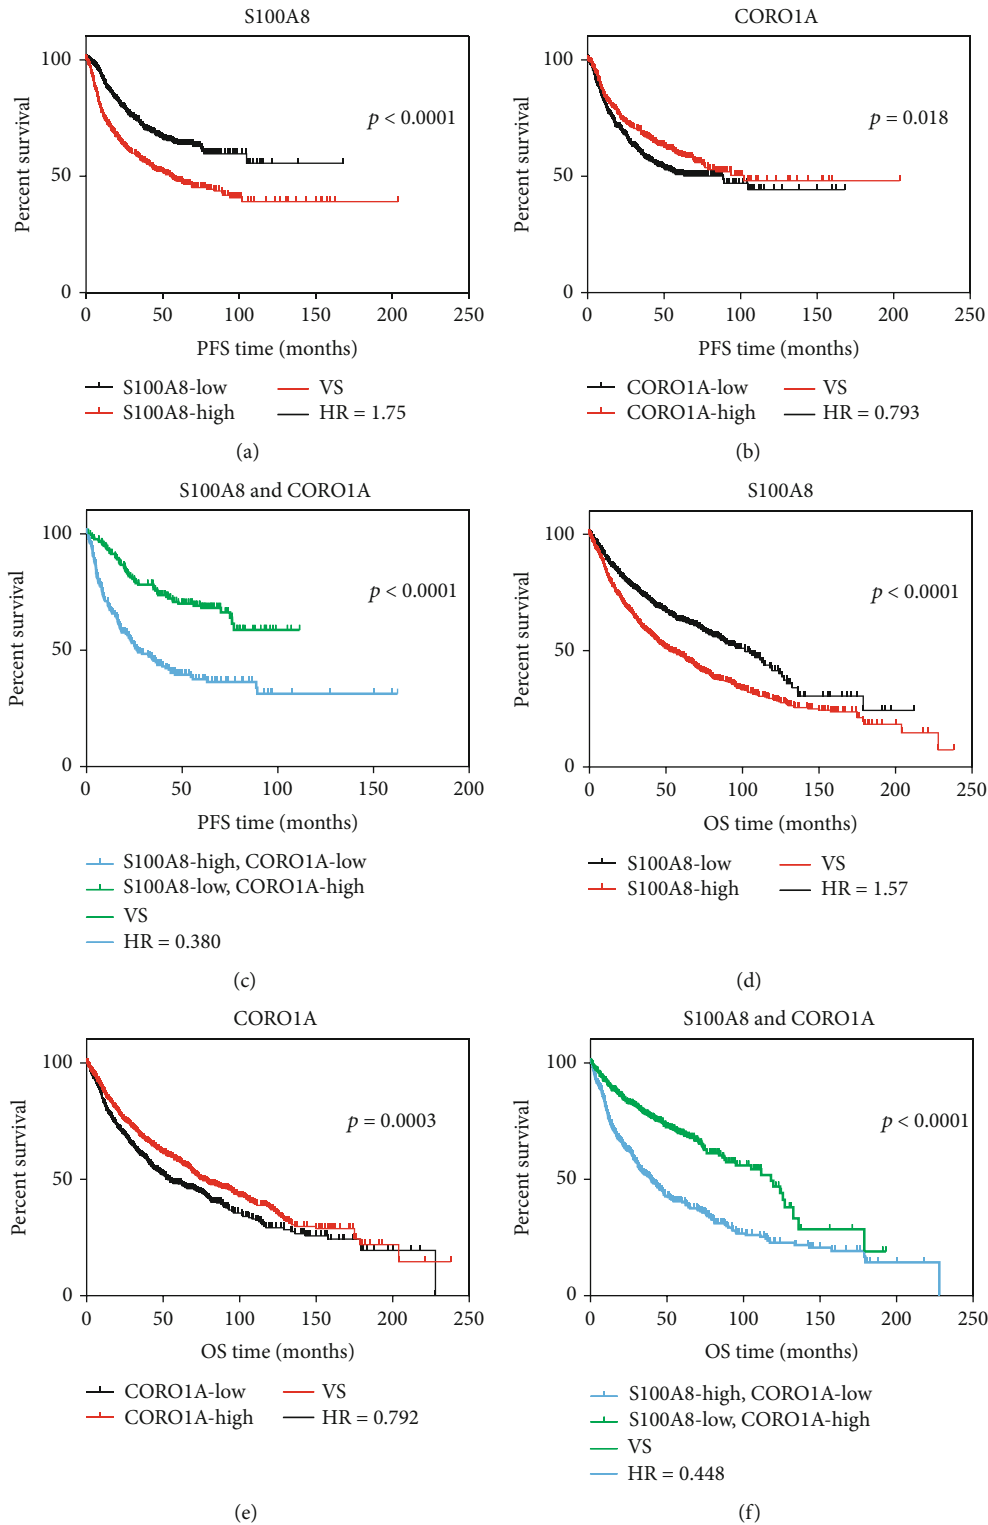 S100A8
Percent survival
100
50
0
p < 0.0001
0 50 100 150 200 250
PFS time (months)
S100A8-low VS
S100A8-high HR = 1.75
(a)
CORO1A
Percent survival
100
50
0
p = 0.018
0 50 100 150 200 250
PFS time (months)
CORO1A-low VS
CORO1A-high HR = 0.793
(b)
S100A8 and CORO1A
Percent survival
100
50
0
p < 0.0001
0 50 100 150 200
PFS time (months)
S100A8-high, CORO1A-low
S100A8-low, CORO1A-high
VS
HR = 0.380
(c)
S100A8
Percent survival
100
50
0
p < 0.0001
0 50 100 150 200 250
OS time (months)
S100A8-low VS
S100A8-high HR = 1.57
(d)
CORO1A
Percent survival
100
50
0
p = 0.0003
0 50 100 150 200 250
OS time (months)
CORO1A-low VS
CORO1A-high HR = 0.792
(e)
S100A8 and CORO1A
Percent survival
100
50
0
p < 0.0001
0 50 100 150 200 250
OS time (months)
S100A8-high, CORO1A-low
S100A8-low, CORO1A-high
VS
HR = 0.448
(f)